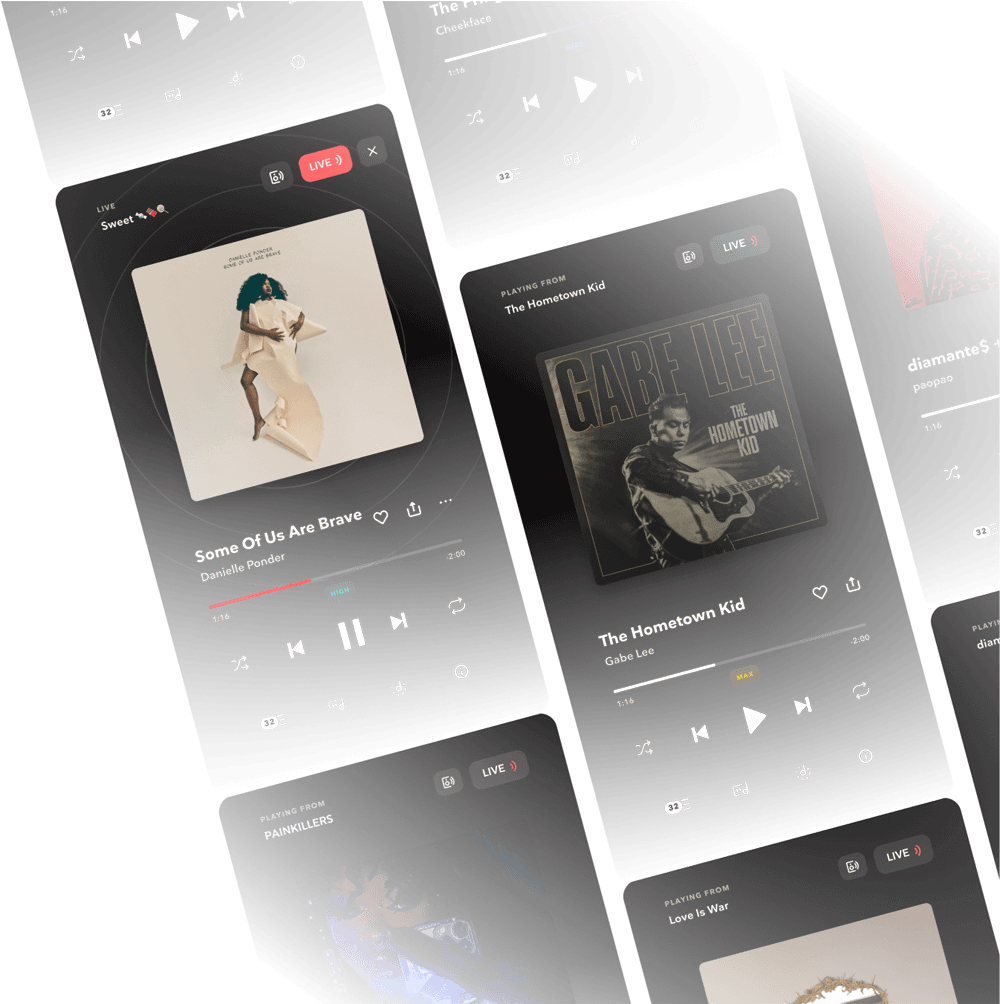 1:16
32
The
Cheekface
1:16
32
LIVE
LIVE
Sweet
DANIELLE PONDER
SOME OF US ARE BRAVE
Some Of Us Are Brave
Danielle Ponder
-2:00
HIGH
1:16
32
LIVE
PLAYING FROM
The Hometown Kid
GABE LEE
THE
HOMETOWN
KID
The Hometown Kid
Gabe Lee
-2:00
MAX
1:16
32
diamante$ +
paopao
1:16
32
LIVE
PLAYING FROM
PAINKILLERS
LIVE
PLAYING FROM
Love Is War